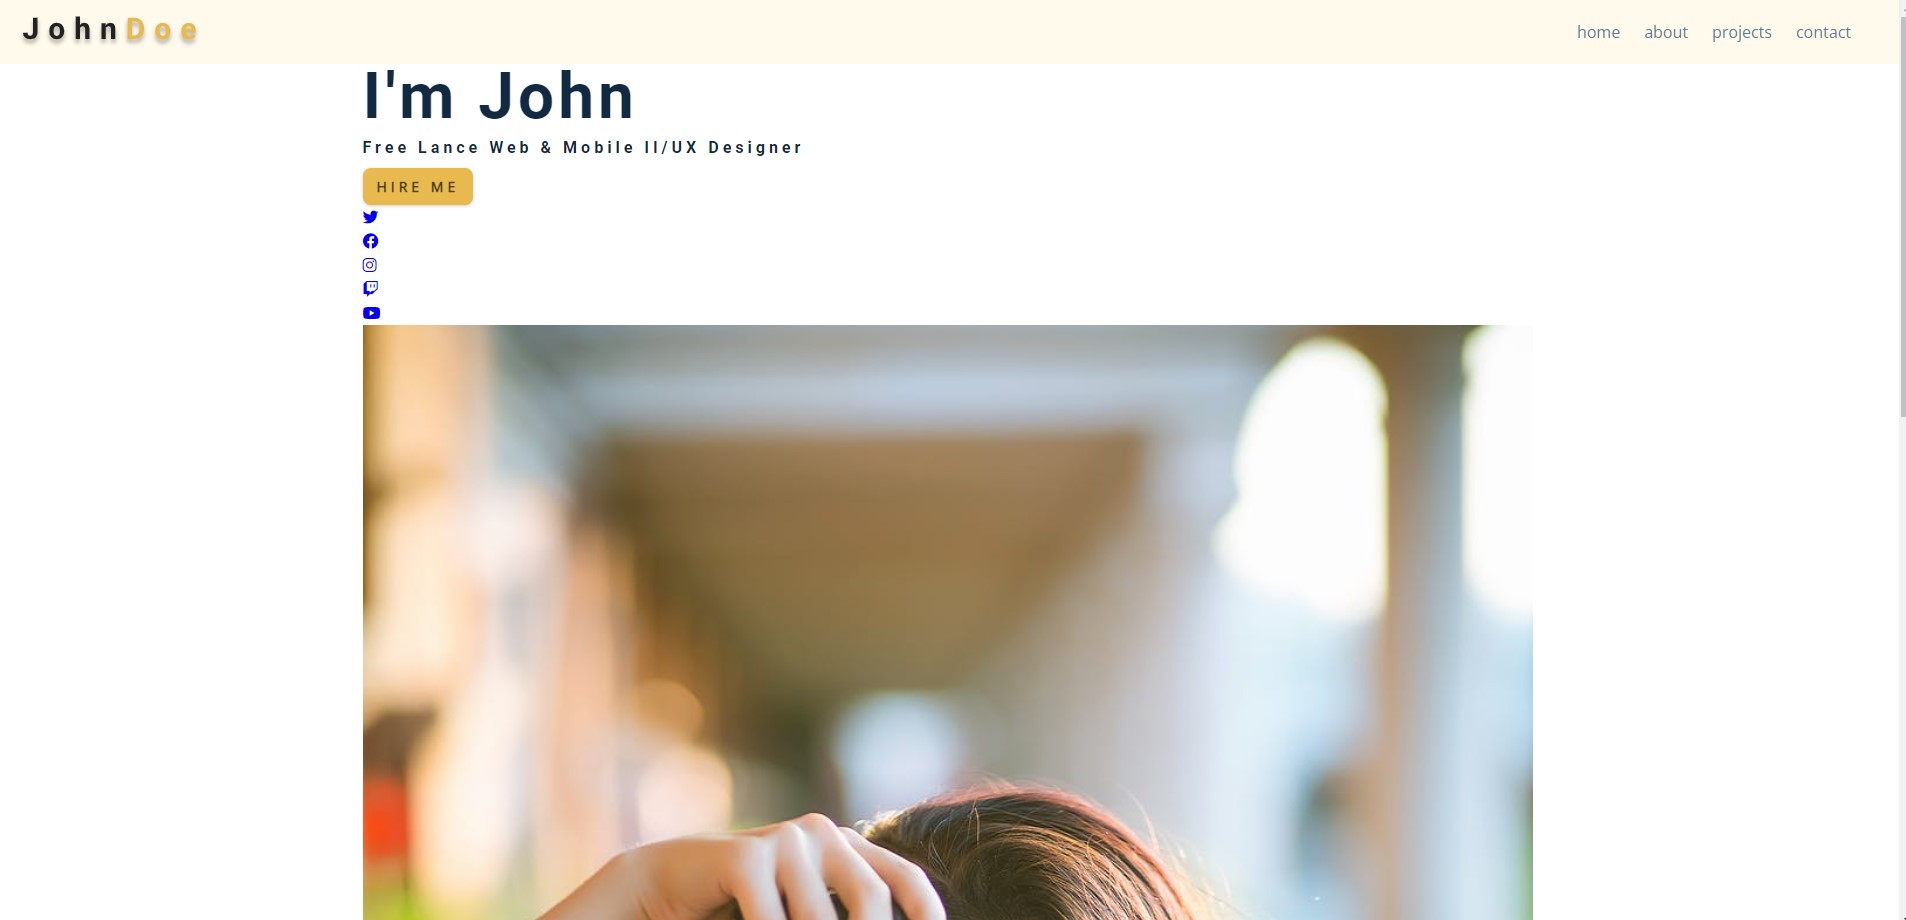 JohnDoe
home about projects contact
I'm John
Free Lance Web & Mobile II/UX Designer
HIRE ME